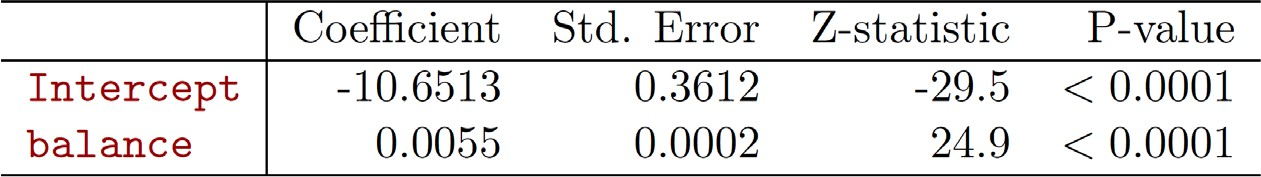 Coefficient Std. Error Z-statistic P-value
Intercept -10.6513 0.3612 -29.5 < 0.0001
balance 0.0055 0.0002 24.9 < 0.0001